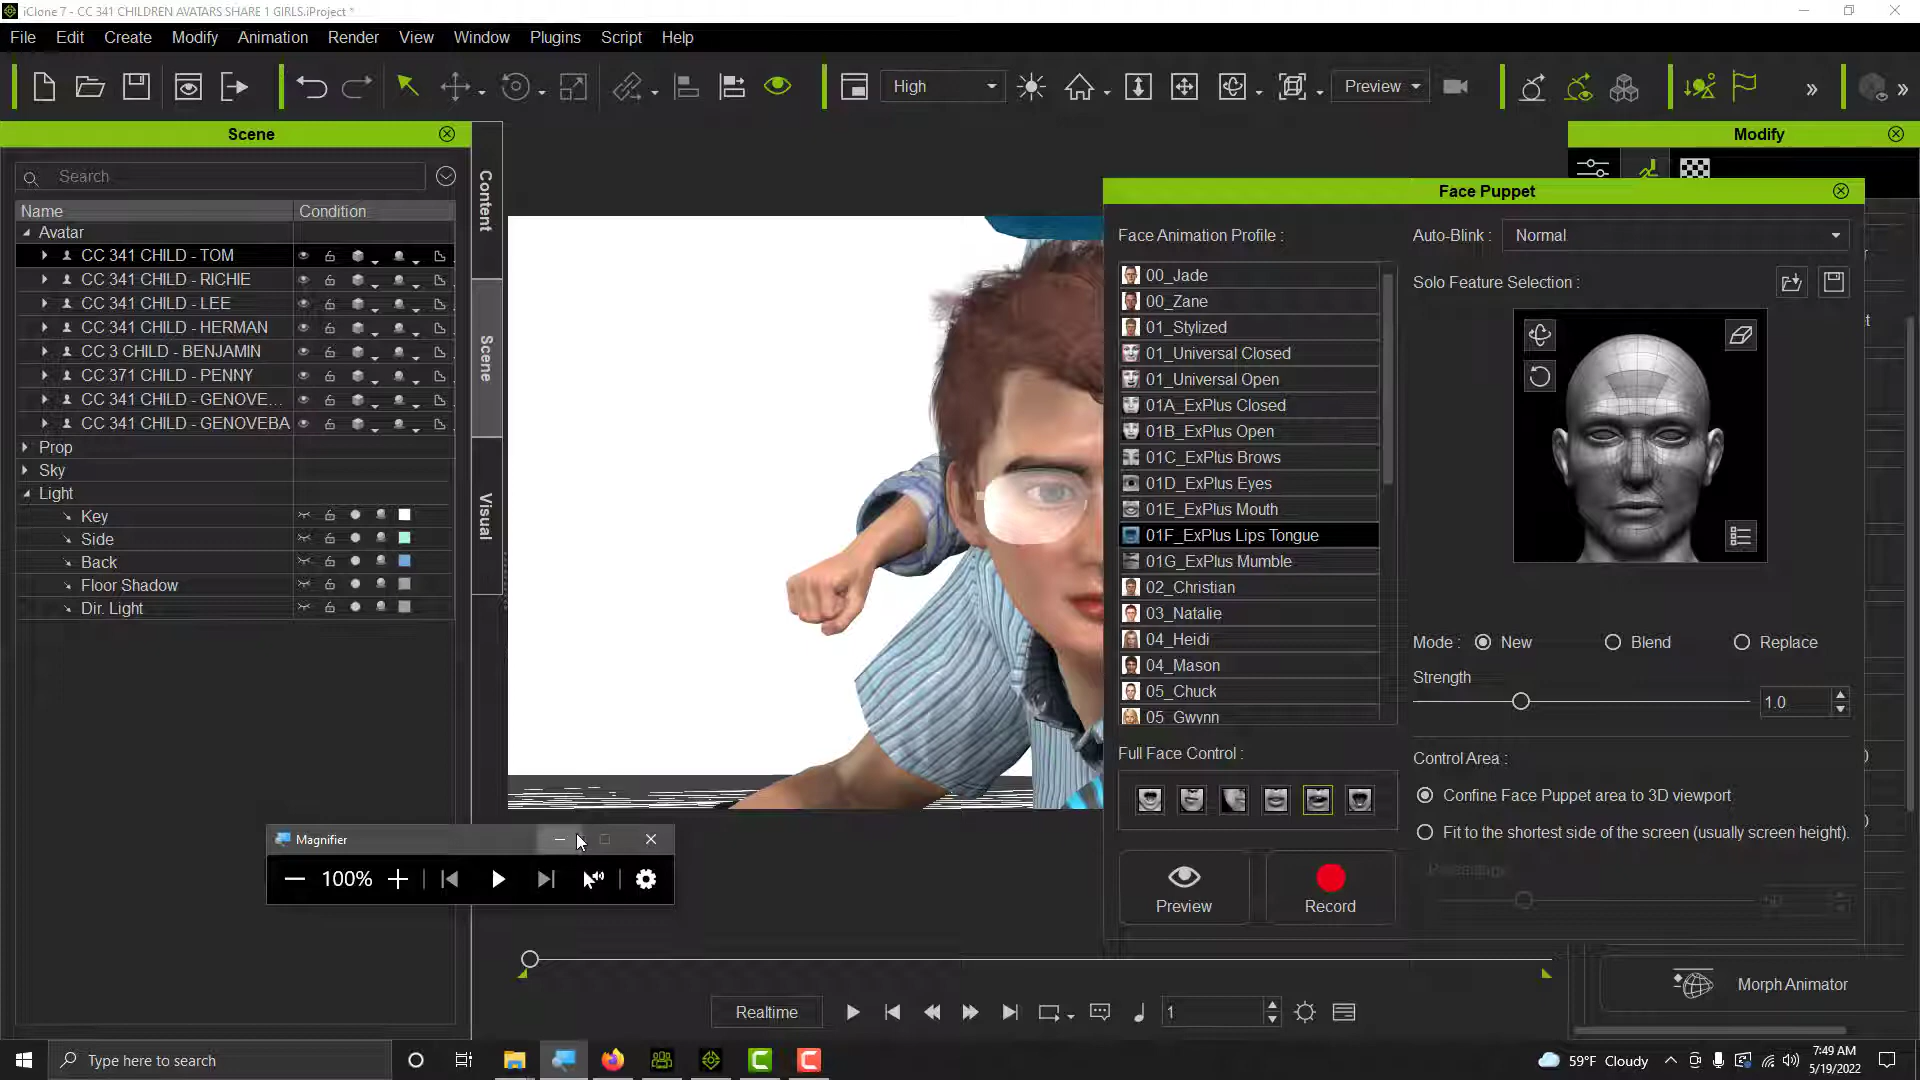 iClone 7 - CC 341 CHILDREN AVATARS SHARE 1 GIRLS.iProject *
File Edit Create Modify Animation Render View Window Plugins Script Help
High
Preview
Scene
Search
Name Condition
Avatar
CC 341 CHILD - TOM
CC 341 CHILD - RICHIE
CC 341 CHILD - LEE
CC 341 CHILD - HERMAN
CC 3 CHILD - BENJAMIN
CC 371 CHILD - PENNY
CC 341 CHILD - GENOVE...
CC 341 CHILD - GENOVEBA
Prop
Sky
Light
Key
Side
Back
Floor Shadow
Dir. Light
Content
Scene
Visual
Modify
Face Puppet
Face Animation Profile :
00_Jade
00_Zane
01_Stylized
01_Universal Closed
01_Universal Open
01A_ExPlus Closed
01B_ExPlus Open
01C_ExPlus Brows
01D_ExPlus Eyes
01E_ExPlus Mouth
01F_ExPlus Lips Tongue
01G_ExPlus Mumble
02_Christian
03_Natalie
04_Heidi
04_Mason
05_Chuck
05_Gwynn
Full Face Control :
Preview
Record
Auto-Blink : Normal
Solo Feature Selection :
Mode : New Blend Replace
Strength
1.0
Control Area :
Confine Face Puppet area to 3D viewport
Fit to the shortest side of the screen (usually screen height).
Percentage
Magnifier
100%
Realtime
1
Morph Animator
Type here to search
59°F Cloudy
7:49 AM
5/19/2022